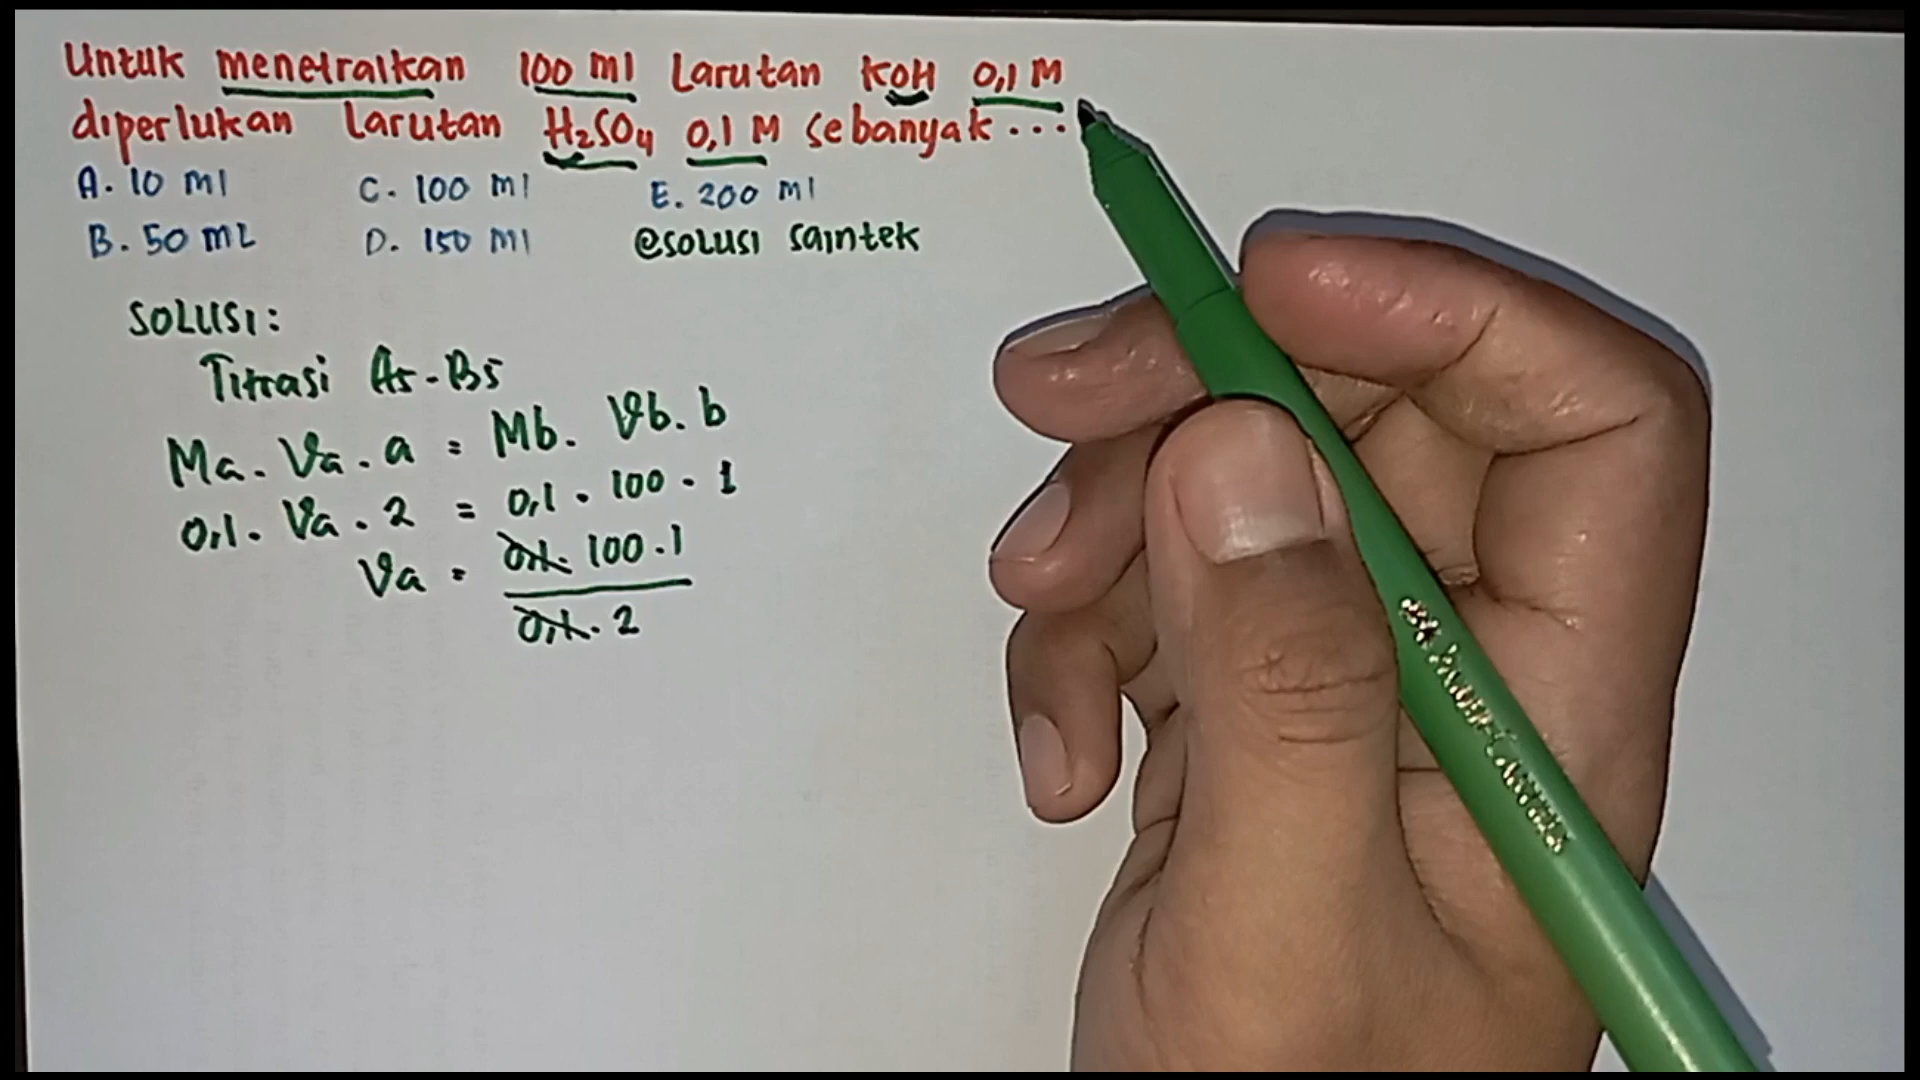 Untuk menetralkan 100 ml Larutan KOH 0,1 M
diperlukan Larutan H₂SO₄ 0,1 M sebanyak...
A. 10 ml C. 100 ml E. 200 ml
B. 50 mL D. 150 ml @solusi saintek
SOLUSI:
Titrasi As-Bs
Ma. Va. a = Mb. Vb. b
0,1. Va. 2 = 0,1. 100. 1
Va = 0,1. 100. 1
0,1. 2
FABER-CASTELL